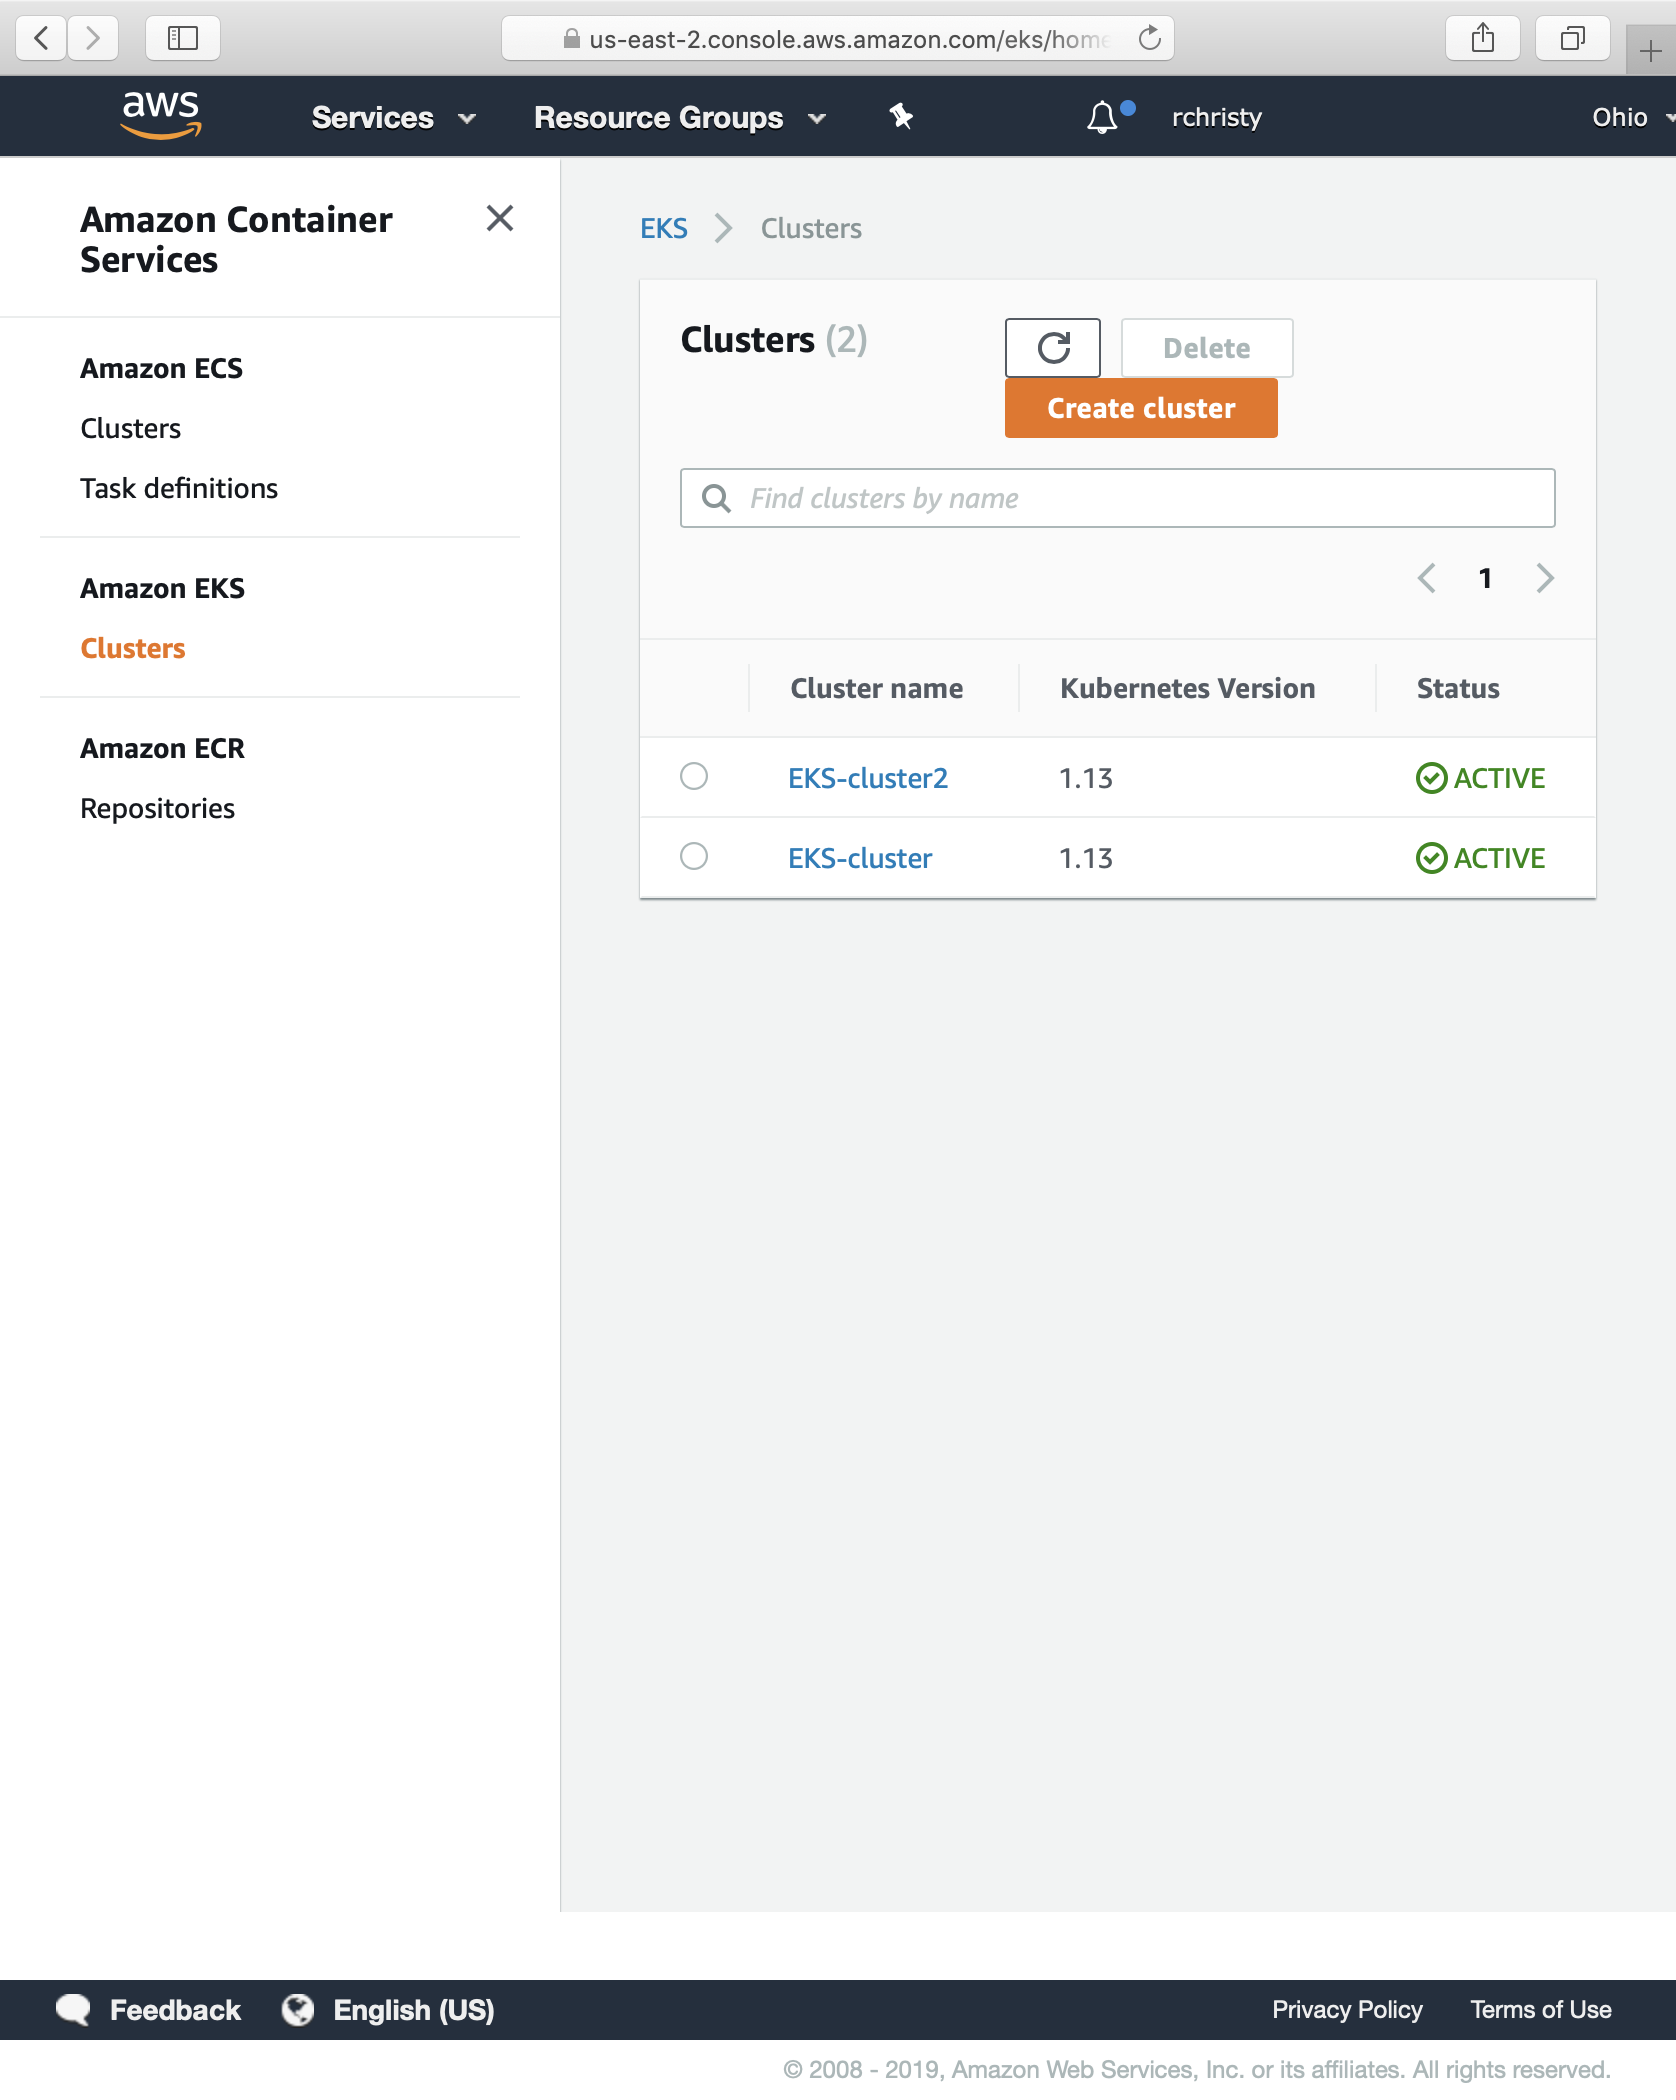 us-east-2.console.aws.amazon.com/eks/home
aws Services Resource Groups rchristy Ohio
Amazon Container
Services
Amazon ECS
Clusters
Task definitions
Amazon EKS
Clusters
Amazon ECR
Repositories
EKS Clusters
Clusters (2)
Delete
Create cluster
Find clusters by name
1
Cluster name Kubernetes Version Status
EKS-cluster2 1.13 ACTIVE
EKS-cluster 1.13 ACTIVE
Feedback English (US) Privacy Policy Terms of Use
© 2008 - 2019, Amazon Web Services, Inc. or its affiliates. All rights reserved.